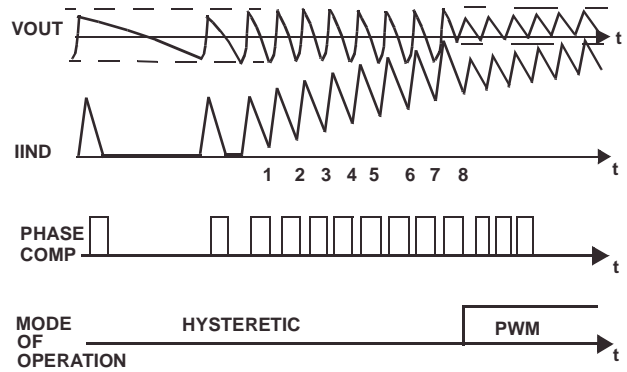 VOUT
t
IIND
t
1 2 3 4 5 6 7 8
PHASE
COMP
t
MODE
OF
OPERATION
HYSTERETIC
PWM
t